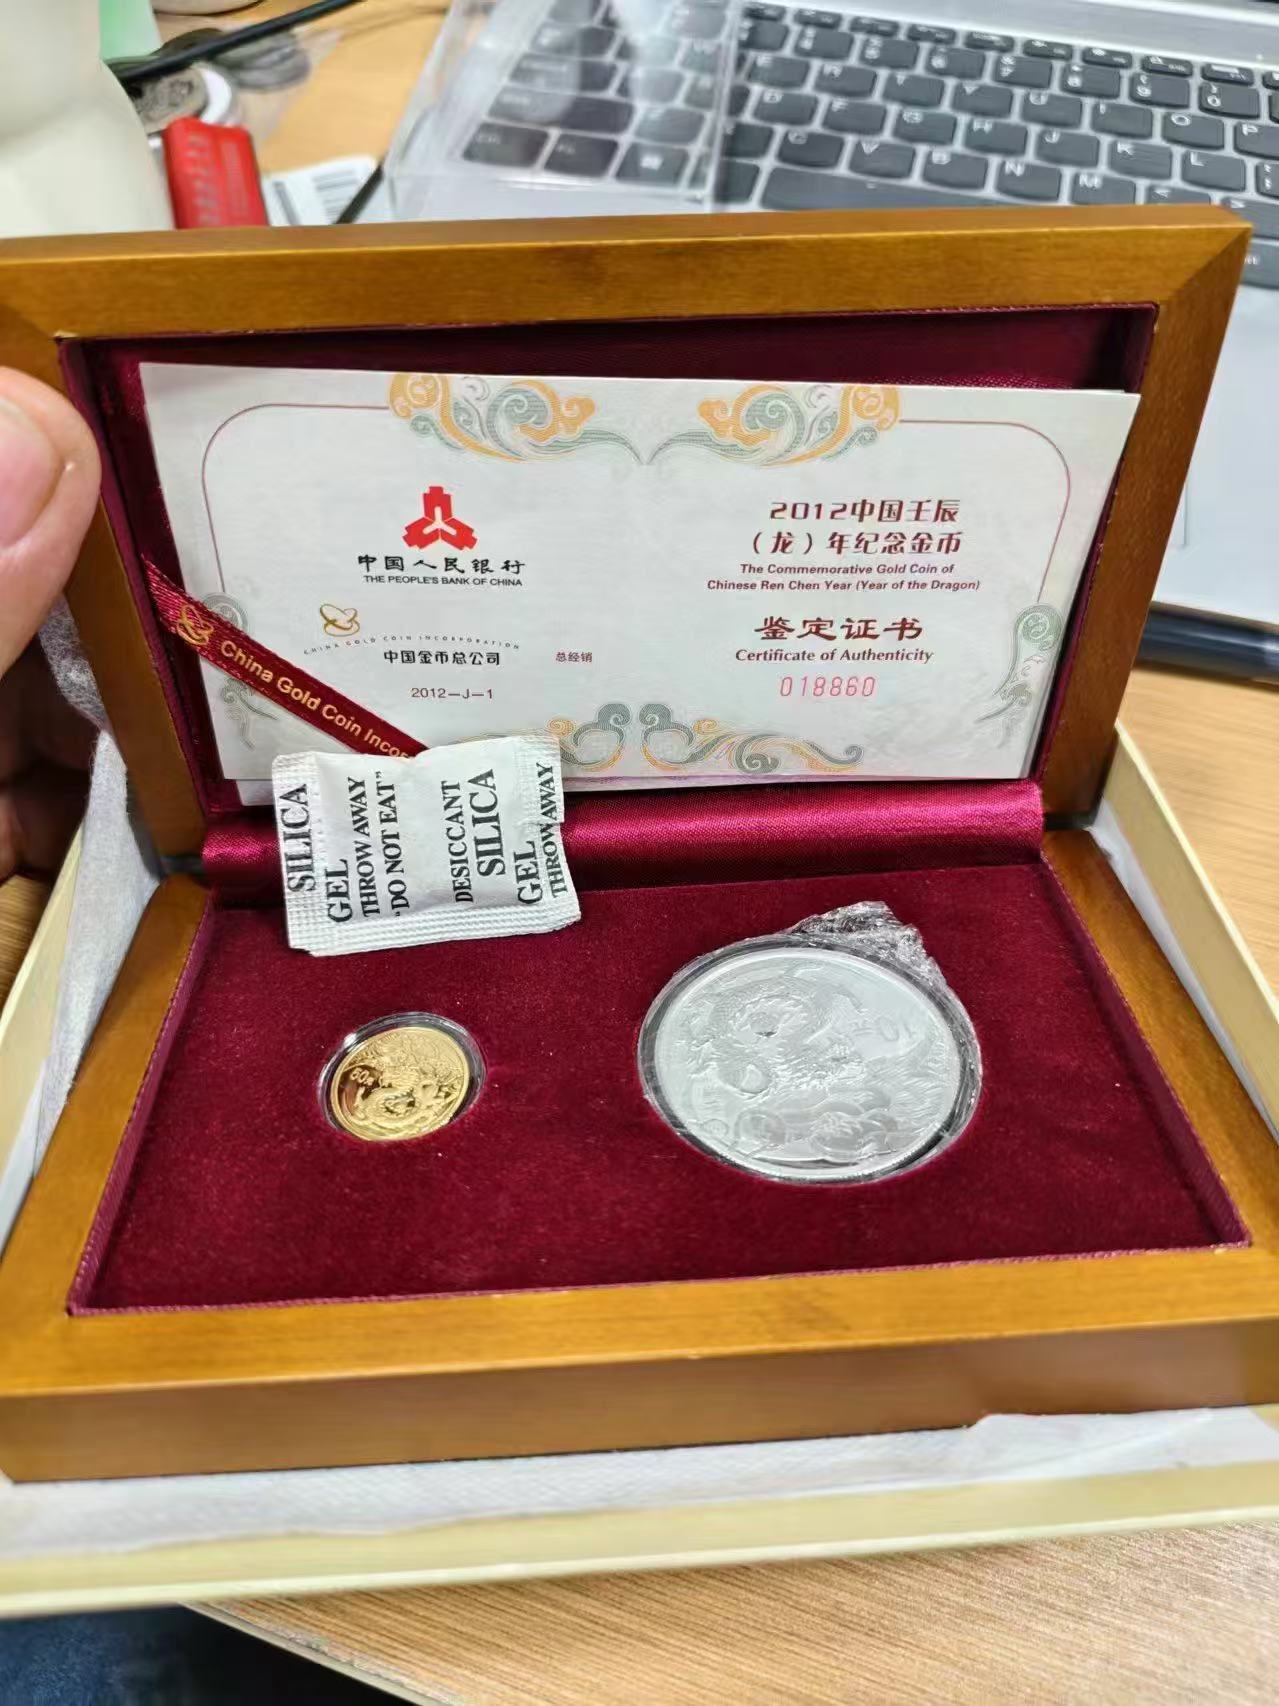 中国人民银行
THE PEOPLE'S BANK OF CHINA
CHINA GOLD COIN INCORPORATION
中国金币总公司
总经销
2012—J—1
2012中国壬辰
（龙）年纪念金币
The Commemorative Gold Coin of
Chinese Ren Chen Year (Year of the Dragon)
鉴定证书
Certificate of Authenticity
018860
China Gold Coin Incor
SILICA
GEL
THROW AWAY
"DO NOT EAT"
DESICCANT
SILICA
GEL
THROW AWAY
50元